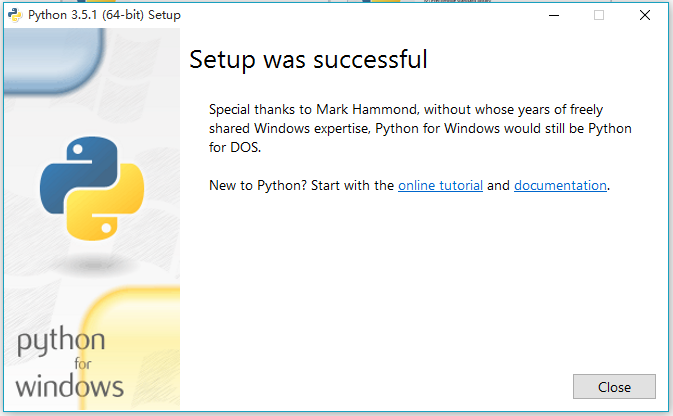 Python 3.5.1 (64-bit) Setup
Setup was successful
Special thanks to Mark Hammond, without whose years of freely
shared Windows expertise, Python for Windows would still be Python
for DOS.
New to Python? Start with the online tutorial and documentation.
python
for
windows
Close